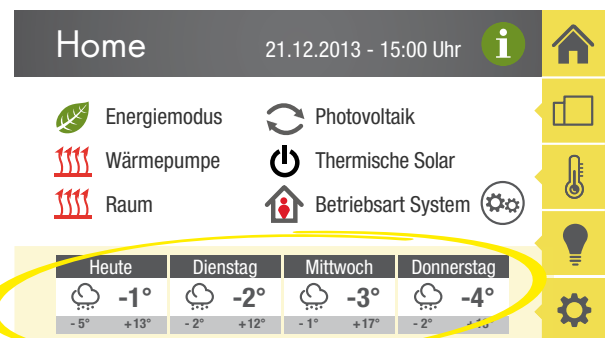 Home 21.12.2013 - 15:00 Uhr i
Energiemodus Photovoltaik
Wärmepumpe Thermische Solar
Raum Betriebsart System
Heute Dienstag Mittwoch Donnerstag
-1° -2° -3° -4°
- 5° +13° - 2° +12° - 1° +17° - 2°